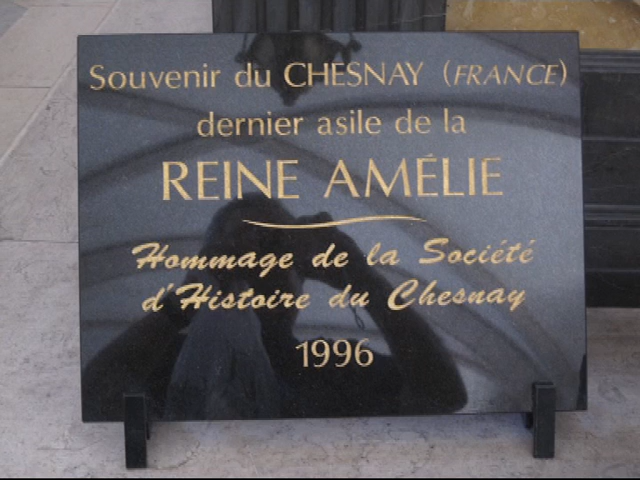 Souvenir du CHESNAY (FRANCE)
dernier asile de la
REINE AMÉLIE
Hommage de la Société
d'Histoire du Chesnay
1996